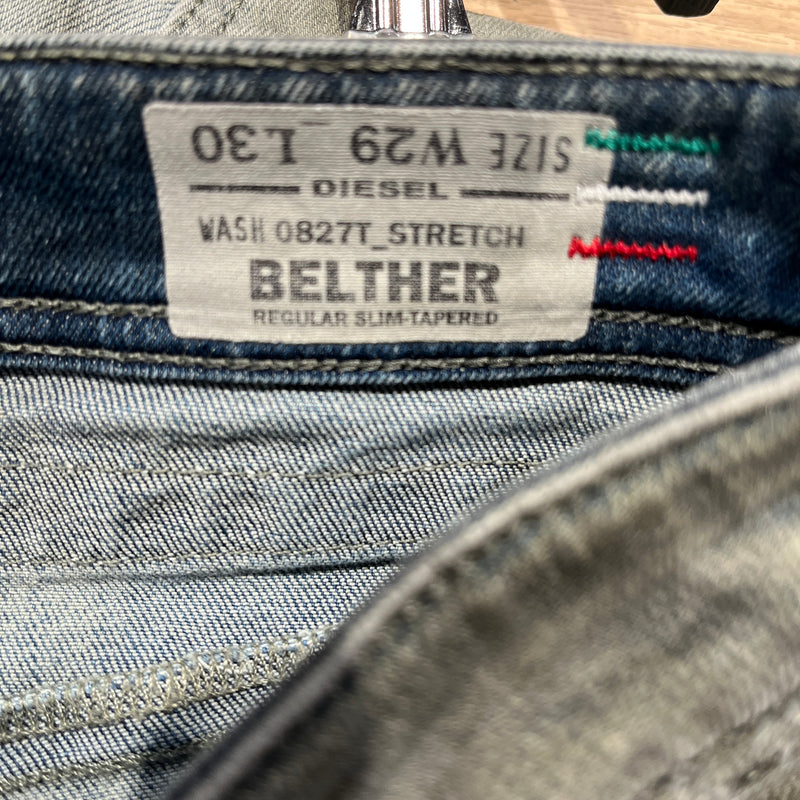 SIZE W29 L30
DIESEL
WASH 0827T_STRETCH
BELTHER
REGULAR SLIM-TAPERED